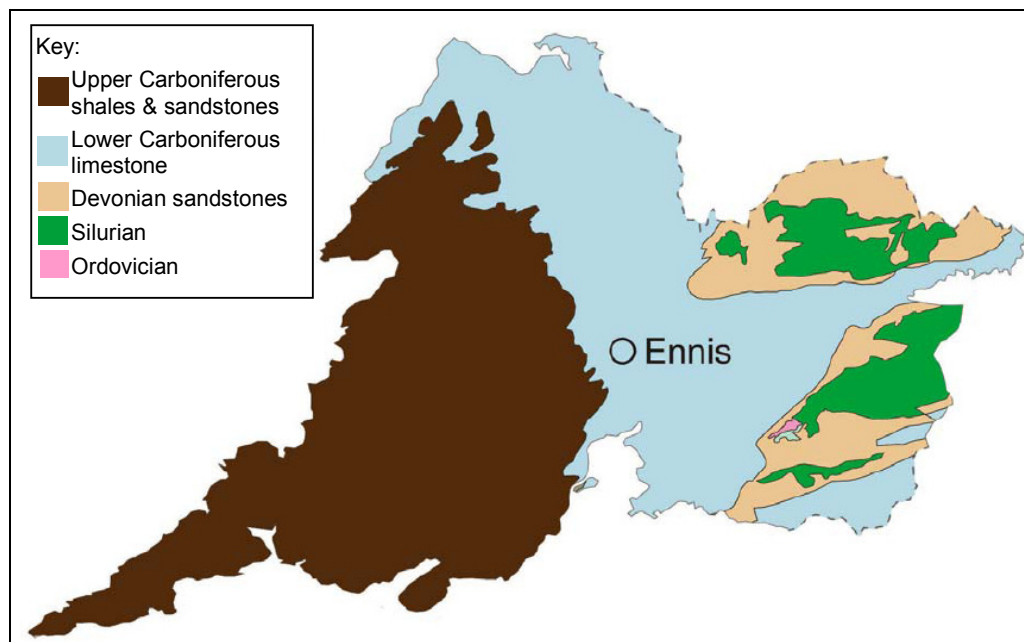 Key:
Upper Carboniferous
shales & sandstones
Lower Carboniferous
limestone
Devonian sandstones
Silurian
Ordovician
Ennis